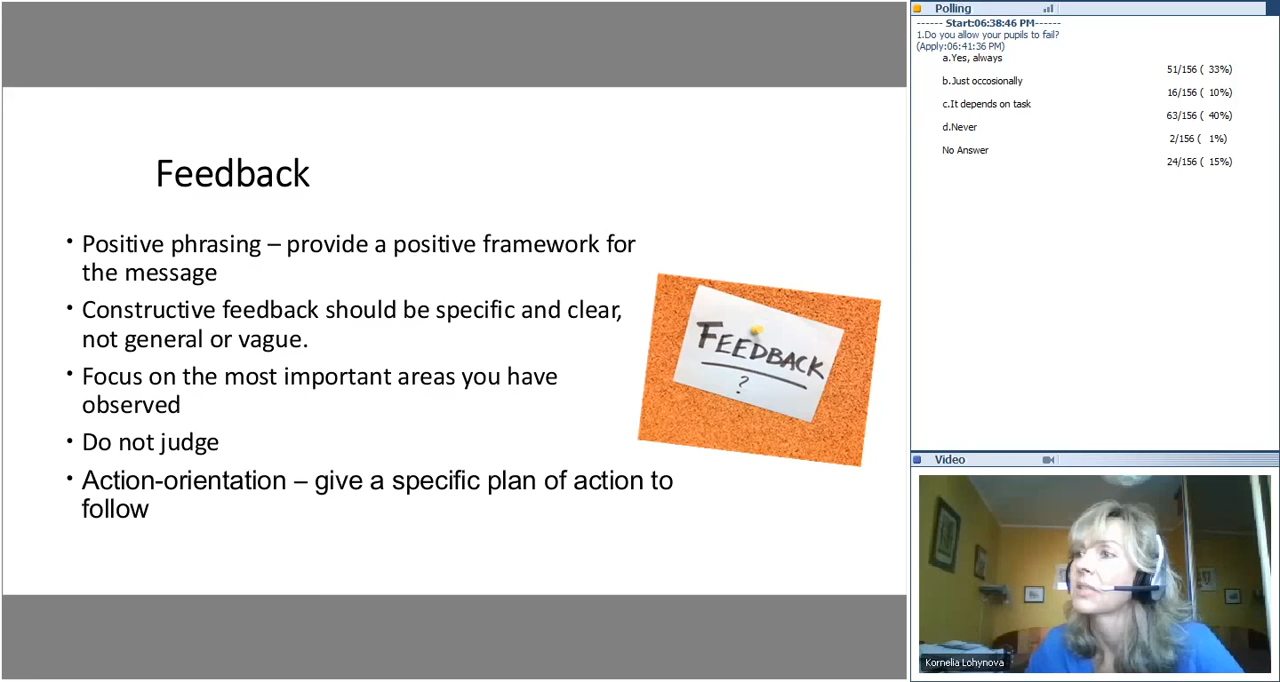 Feedback
• Positive phrasing – provide a positive framework for
the message
• Constructive feedback should be specific and clear,
not general or vague.
• Focus on the most important areas you have
observed
• Do not judge
• Action-orientation – give a specific plan of action to
follow
FEEDBACK
?
Polling
------ Start:06:38:46 PM------
1.Do you allow your pupils to fail?
(Apply:06:41:36 PM)
a.Yes, always
51/156 ( 33%)
b.Just occosionally
16/156 ( 10%)
c.It depends on task
63/156 ( 40%)
d.Never
2/156 ( 1%)
No Answer
24/156 ( 15%)
Video
Kornelia Lohynova